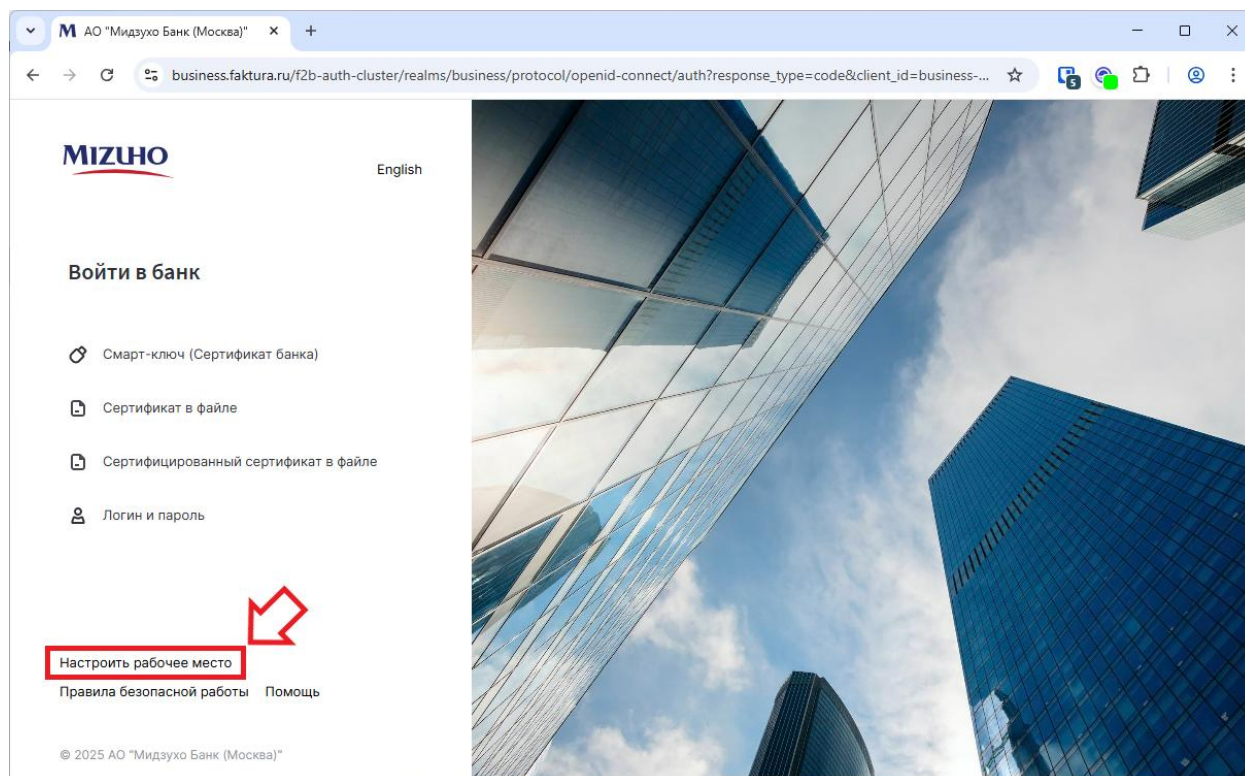 АО "Мидзухо Банк (Москва)"
business.faktura.ru/f2b-auth-cluster/realms/business/protocol/openid-connect/auth?response_type=code&client_id=business-...
5
MIZUHO
English
Войти в банк
Смарт-ключ (Сертификат банка)
Сертификат в файле
Сертифицированный сертификат в файле
Логин и пароль
Настроить рабочее место
Правила безопасной работы Помощь
© 2025 АО "Мидзухо Банк (Москва)"